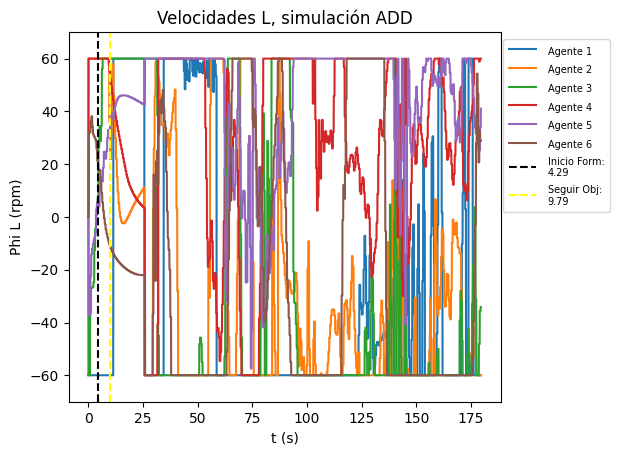 Velocidades L, simulación ADD
Phi L (rpm)
60
40
20
0
−20
−40
−60
0
25
50
75
100
125
150
175
t (s)
Agente 1
Agente 2
Agente 3
Agente 4
Agente 5
Agente 6
Inicio Form:
4.29
Seguir Obj:
9.79